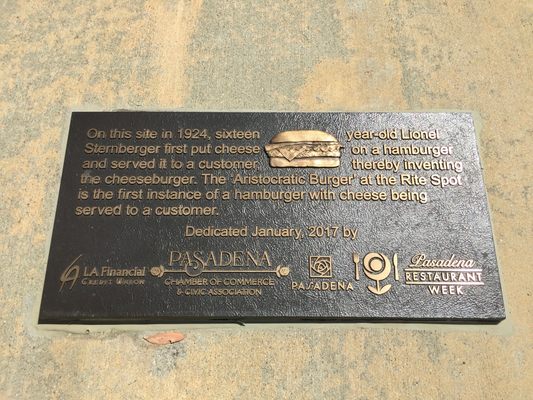 On this site in 1924, sixteen year-old Lionel
Sternberger first put cheese on a hamburger
and served it to a customer thereby inventing
the cheeseburger. The 'Aristocratic Burger' at the Rite Spot
is the first instance of a hamburger with cheese being
served to a customer.
Dedicated January, 2017 by
LA Financial
CREDIT UNION
PASADENA
CHAMBER OF COMMERCE
& CIVIC ASSOCIATION
PASADENA
Pasadena
RESTAURANT
WEEK